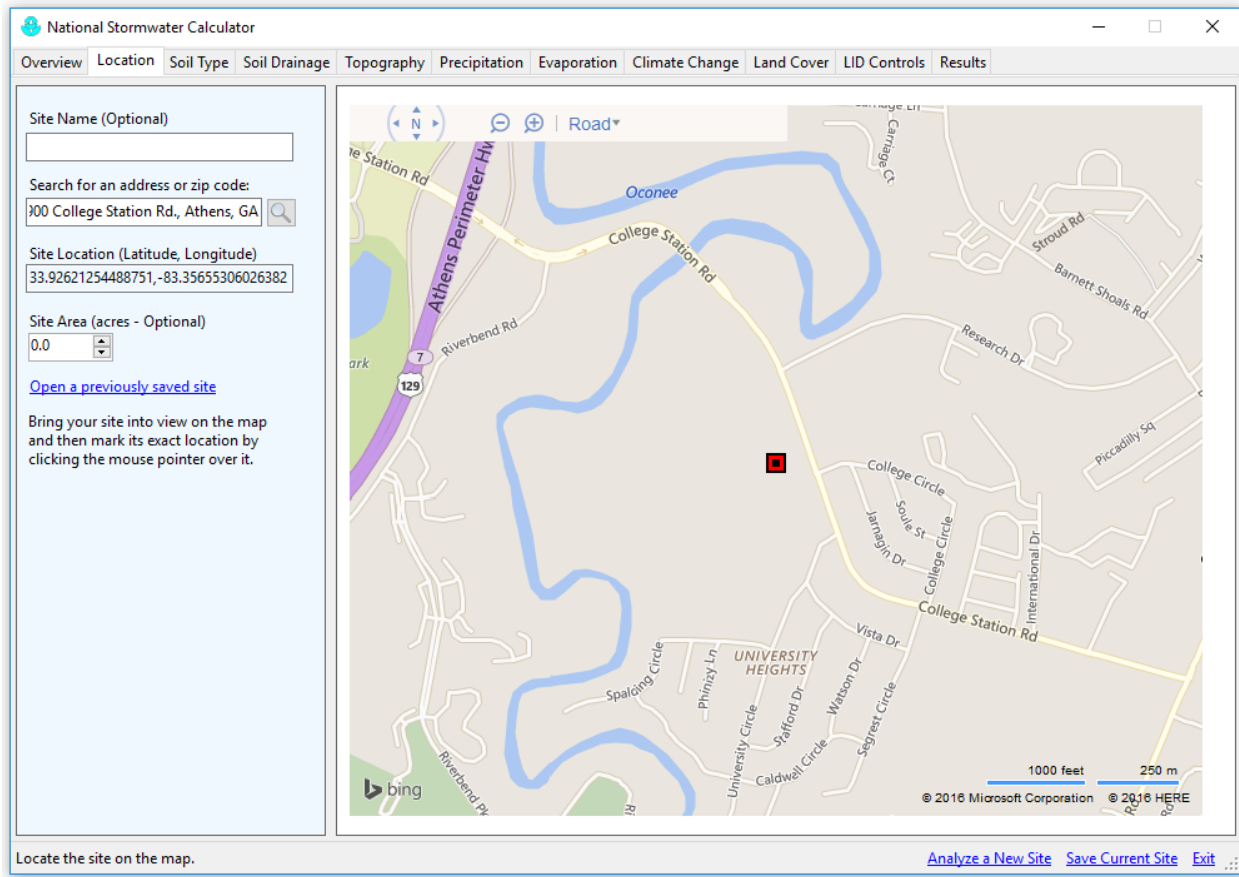 National Stormwater Calculator
Overview Location Soil Type Soil Drainage Topography Precipitation Evaporation Climate Change Land Cover LID Controls Results
Site Name (Optional)
Search for an address or zip code:
00 College Station Rd., Athens, GA
Site Location (Latitude, Longitude)
33.92621254488751,-83.35655306026382
Site Area (acres - Optional)
0.0
Open a previously saved site
Bring your site into view on the map
and then mark its exact location by
clicking the mouse pointer over it.
N
Road
Carriage Ct
Station Rd
Athens Perimeter Hw
Oconee
College Station Rd
Stroud Rd
Barnett Shoals Rd
Riverbend Rd
Research Dr
ark
7
129
Piccadilly Sq
College Circle
Soule St
Jarnagin Dr
College Circle
International Dr
College Station Rd
Vista Dr
UNIVERSITY
HEIGHTS
Spalding Circle
Phinizy Ln
Stafford Dr
Watson Dr
Segrest Circle
University Circle
Caldwell Circle
Riverbend Pk
bing
1000 feet 250 m
© 2016 Microsoft Corporation © 2016 HERE
Rd
Locate the site on the map.
Analyze a New Site Save Current Site Exit